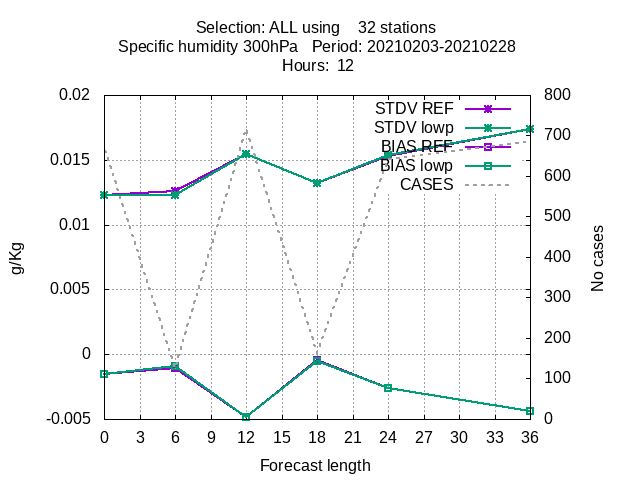 Selection: ALL using    32 stations
Specific humidity 300hPa   Period: 20210203-20210228
Hours:  12
0.02
0.015
0.01
0.005
0
-0.005
g/Kg
STDV REF
STDV lowp
BIAS REF
BIAS lowp
CASES
800
700
600
500
400
300
200
100
0
No cases
0 3 6 9 12 15 18 21 24 27 30 33 36
Forecast length